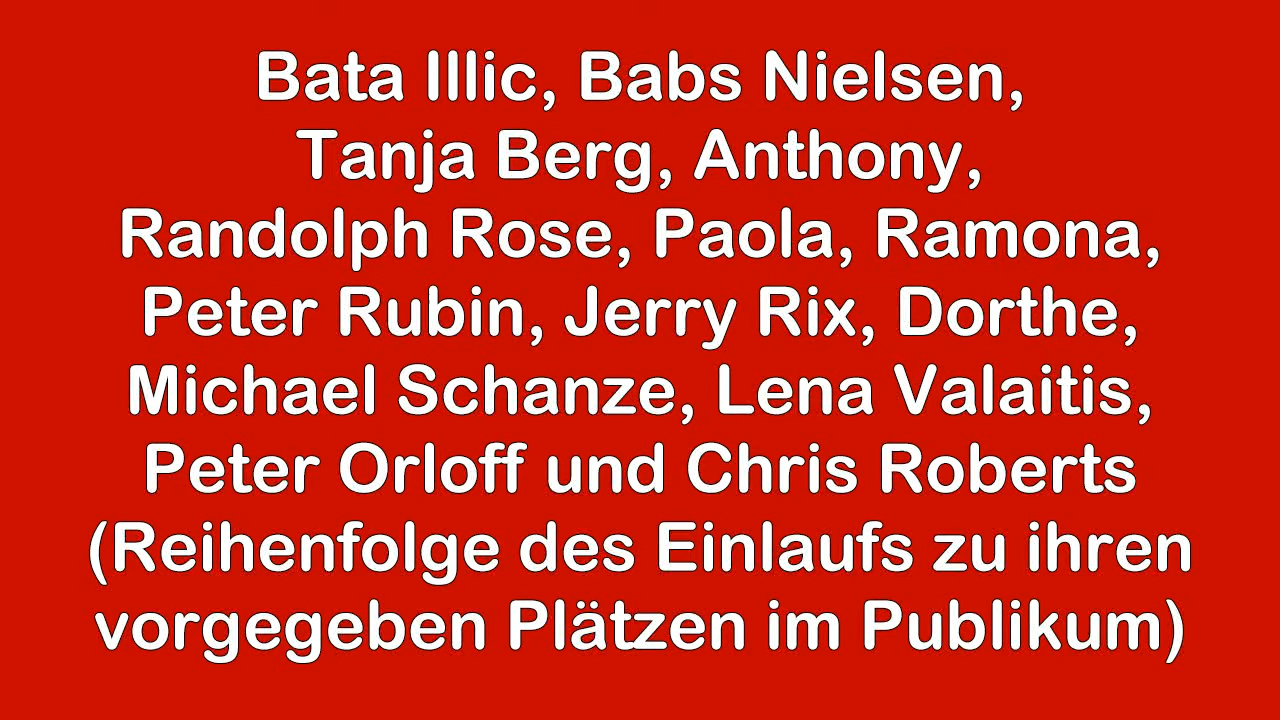 Bata Illic, Babs Nielsen,
Tanja Berg, Anthony,
Randolph Rose, Paola, Ramona,
Peter Rubin, Jerry Rix, Dorthe,
Michael Schanze, Lena Valaitis,
Peter Orloff und Chris Roberts
(Reihenfolge des Einlaufs zu ihren
vorgegeben Plätzen im Publikum)